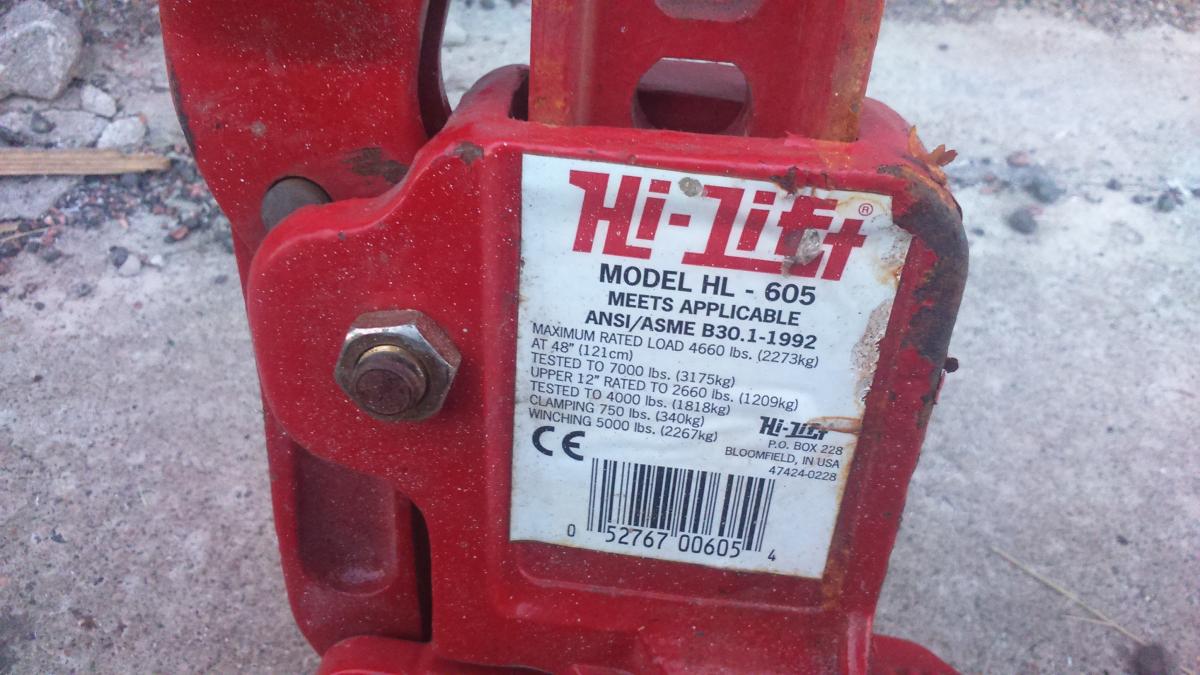 Hi-Lift®
MODEL HL - 605
MEETS APPLICABLE
ANSI/ASME B30.1-1992
MAXIMUM RATED LOAD 4660 lbs. (2273kg)
AT 48" (121cm)
TESTED TO 7000 lbs. (3175kg)
UPPER 12" RATED TO 2660 lbs. (1209kg)
TESTED TO 4000 lbs. (1818kg)
CLAMPING 750 lbs. (340kg)
WINCHING 5000 lbs. (2267kg)
Hi-Lift
P.O. BOX 228
BLOOMFIELD, IN USA
47424-0228
CE
0 52767 00605 4